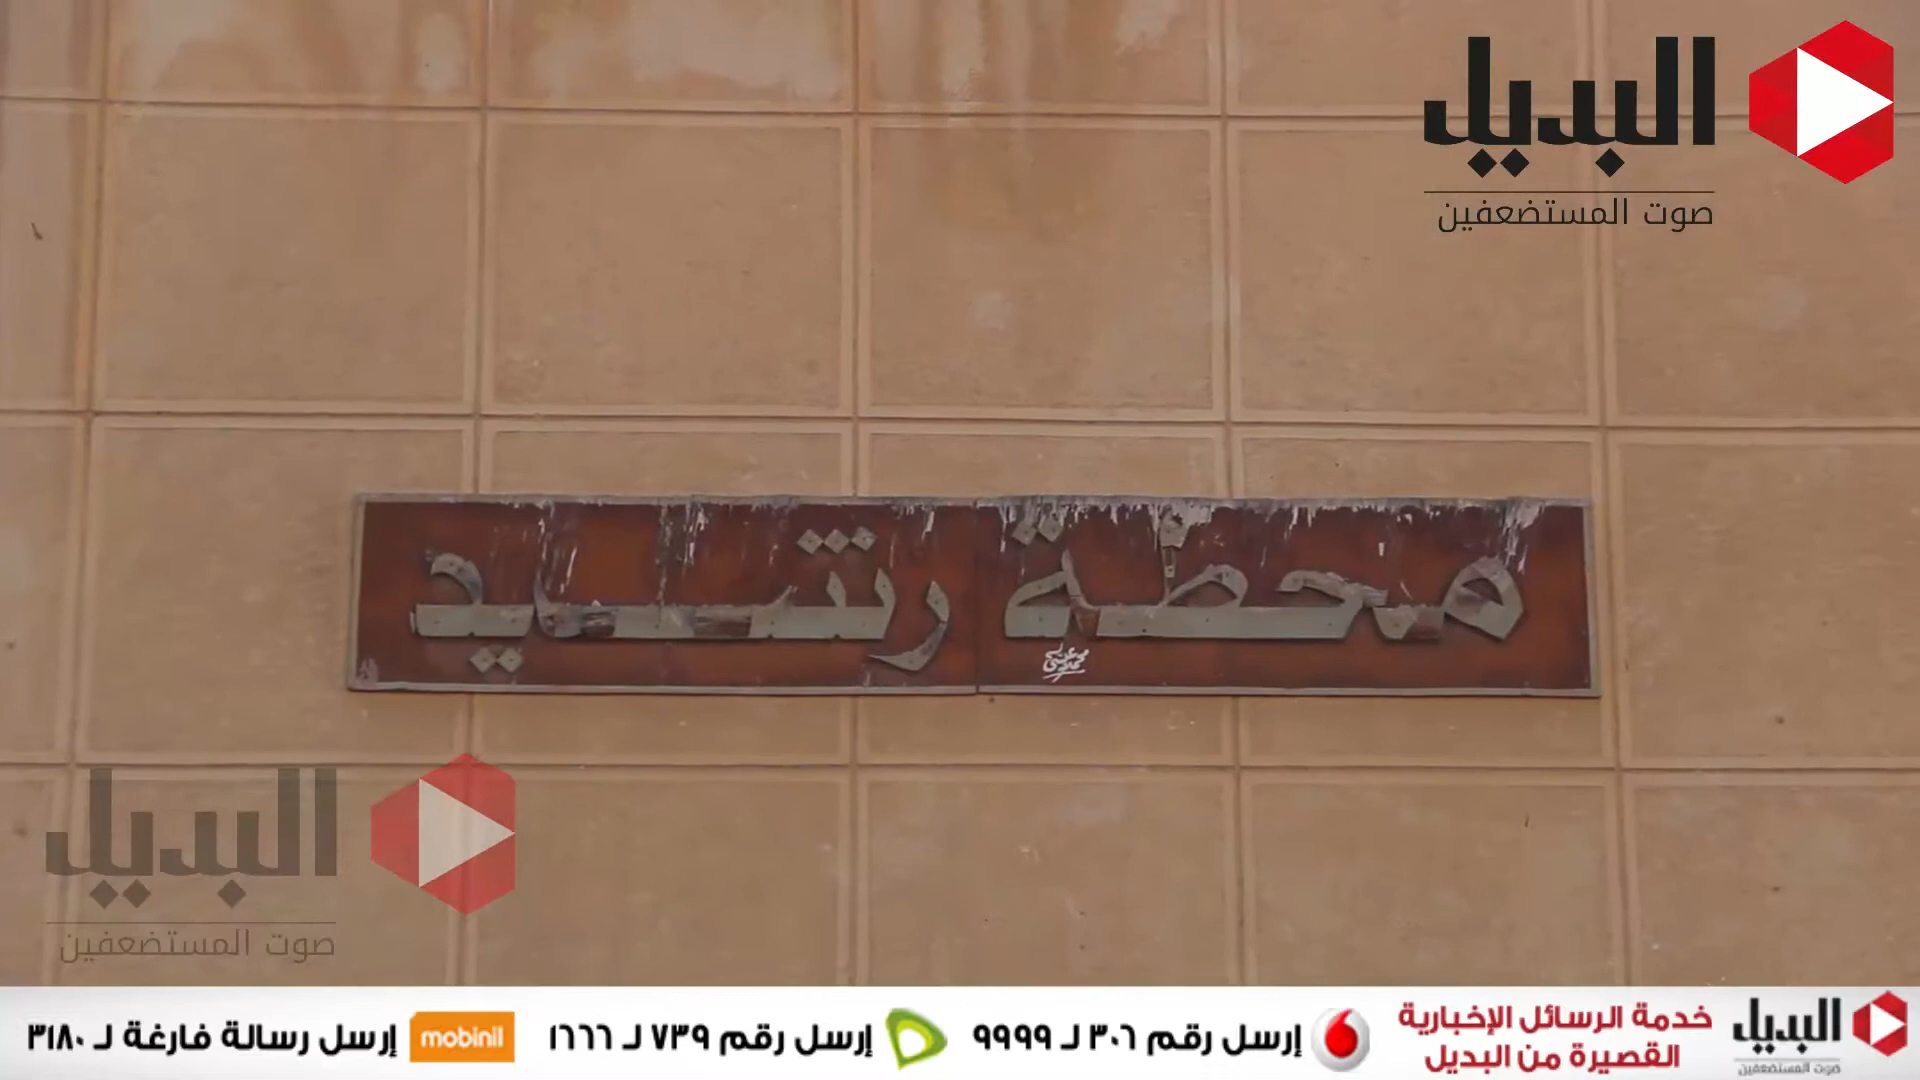 البديل
صوت المستضعفين
محطة رشيد
البديل
صوت المستضعفين
البديل
صوت المستضعفين
خدمة الرسائل الإخبارية
القصيرة من البديل
إرسل رقم ٣٠٦ لـ ٩٩٩٩
إرسل رقم ٧٣٩ لـ ١٦٦٦
mobinil
إرسل رسالة فارغة لـ ٣١٨٠